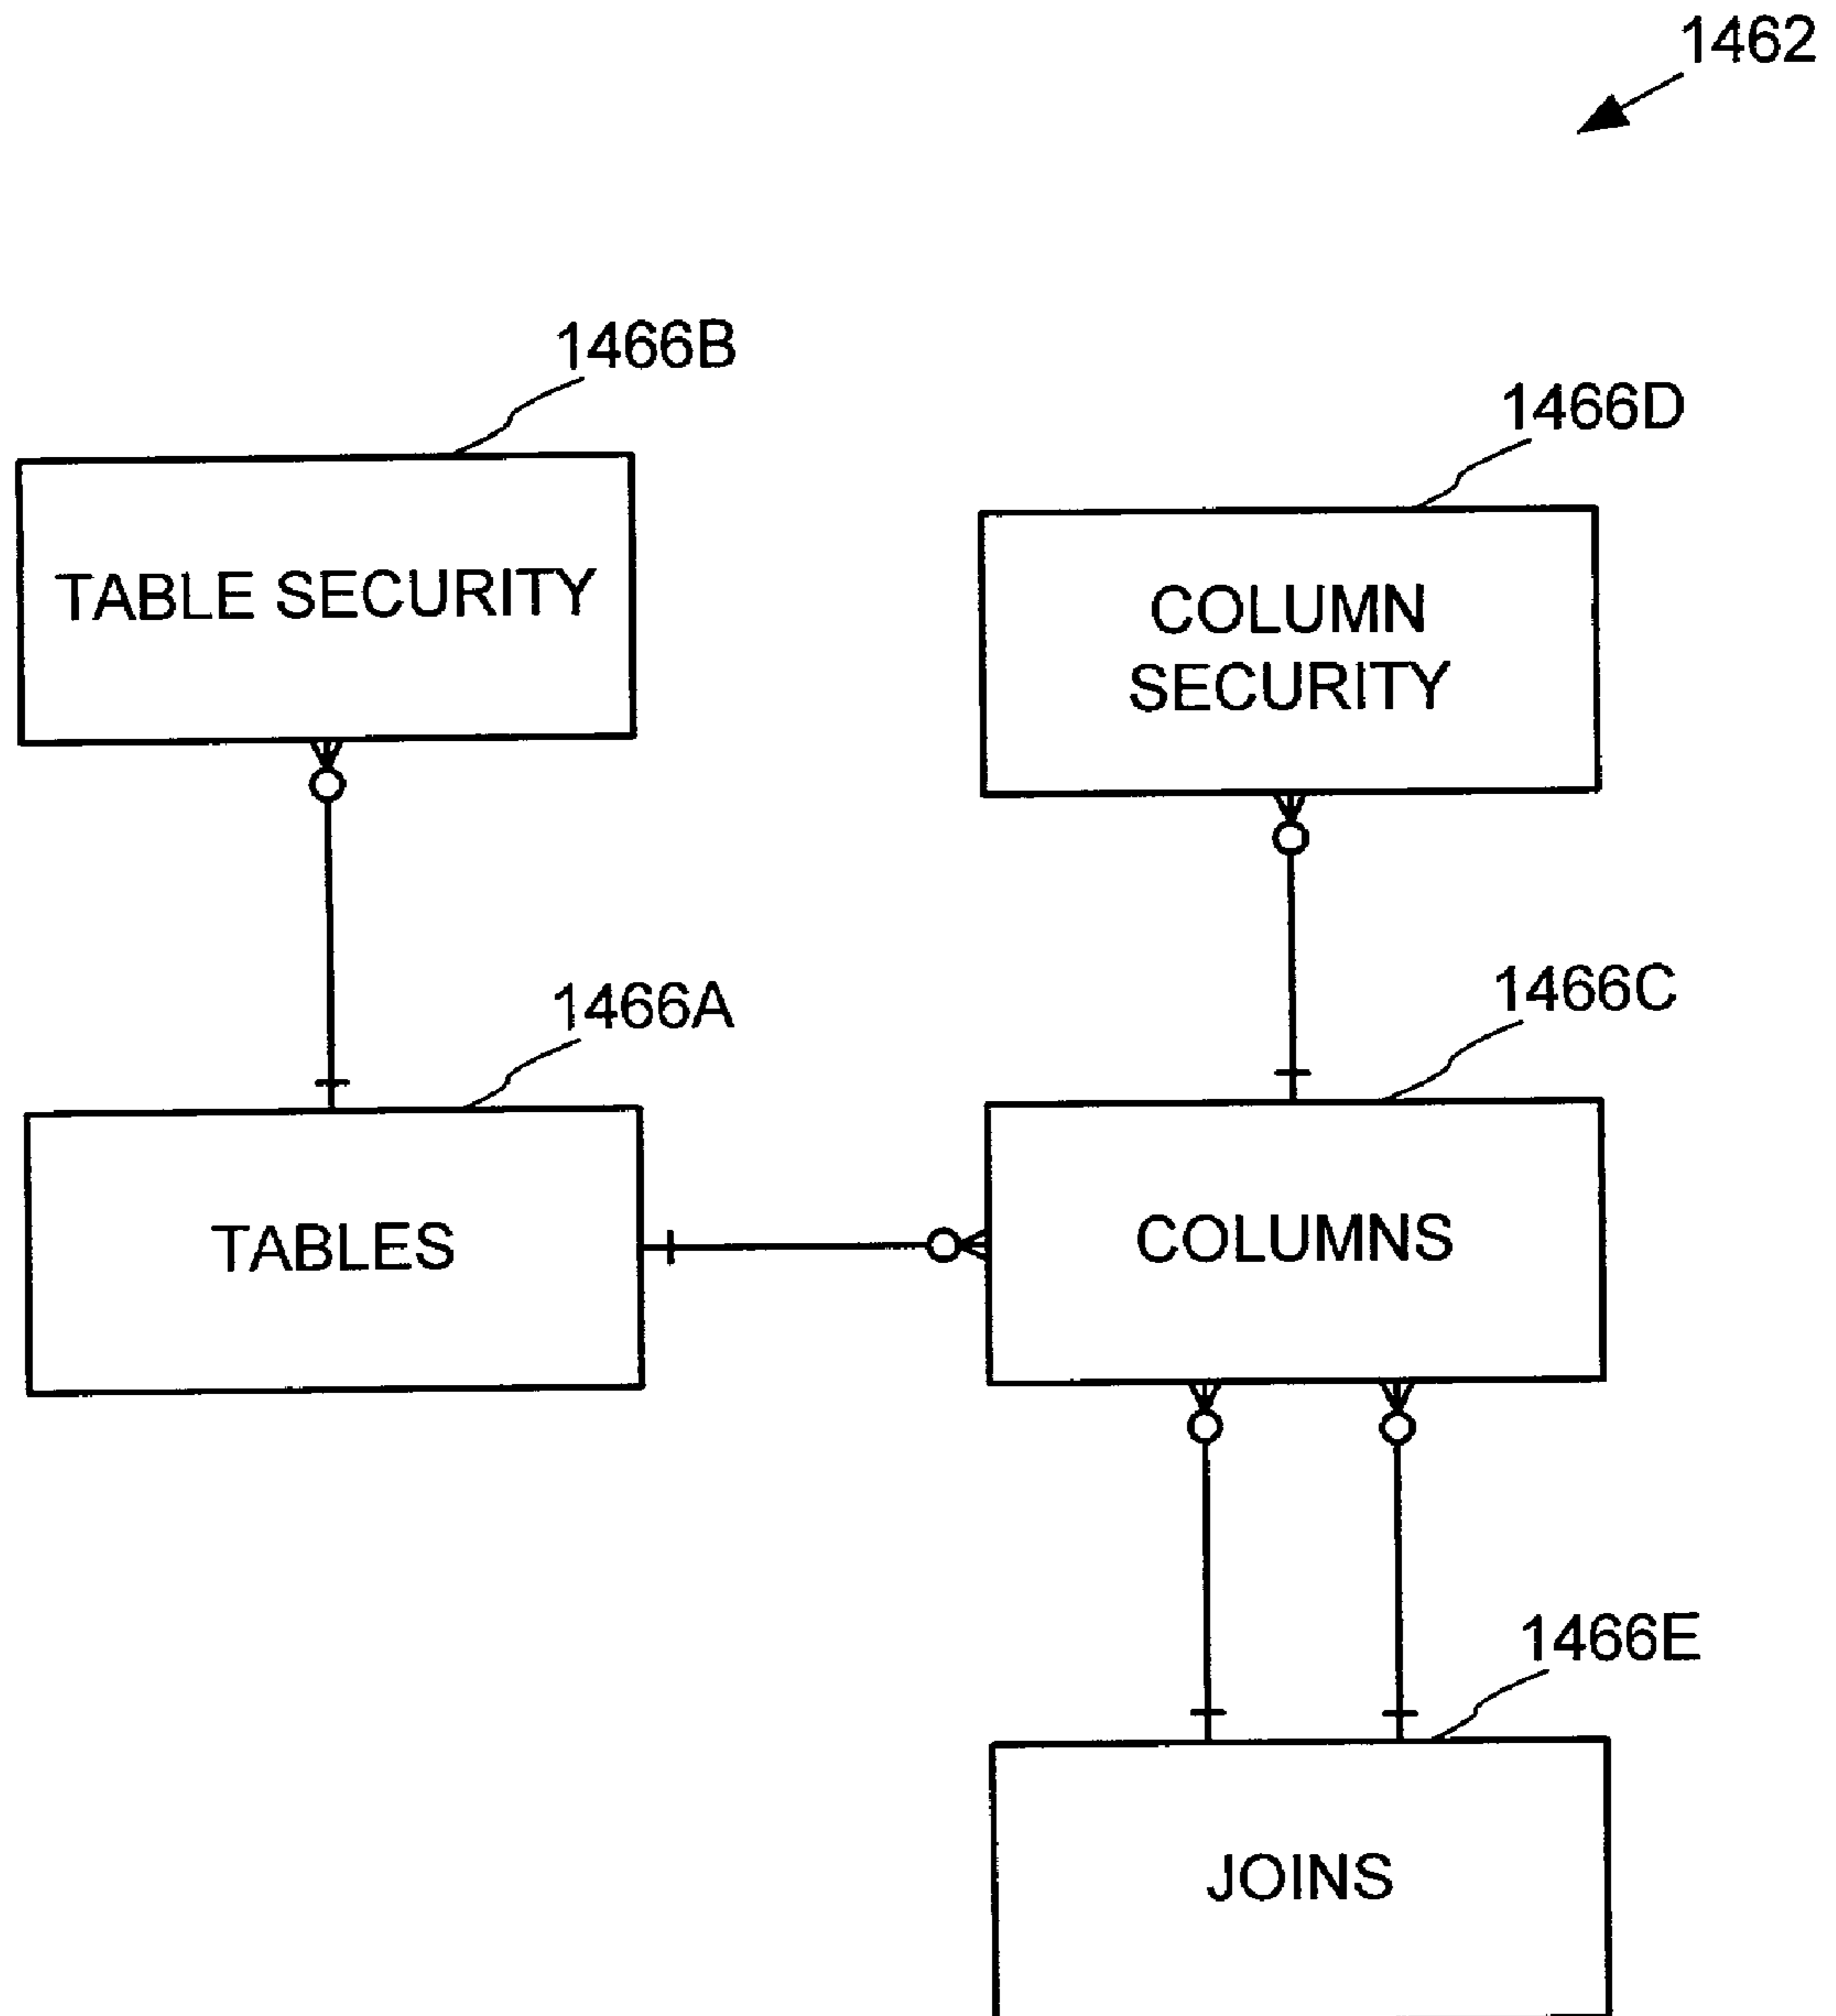 1462
1466B
1466D
TABLE SECURITY
COLUMN
SECURITY
1466A
1466C
TABLES
COLUMNS
1466E
JOINS